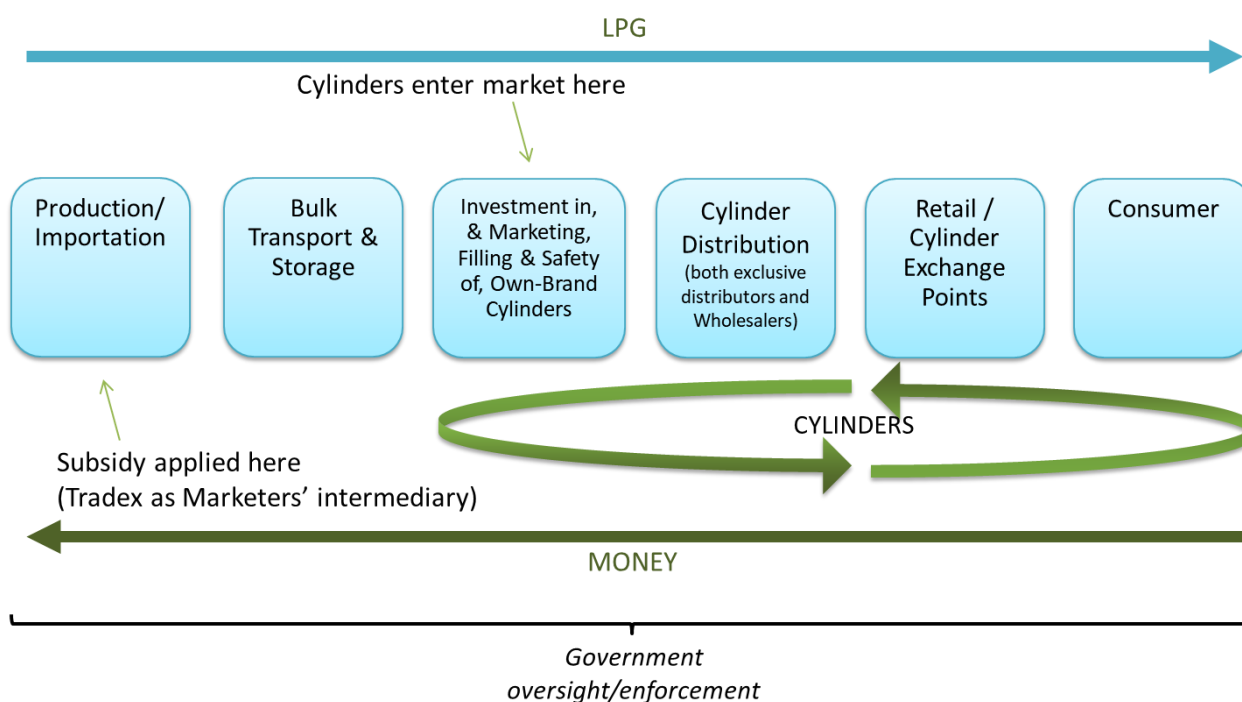 LPG
Cylinders enter market here
Production/
Importation
Bulk
Transport &
Storage
Investment in,
& Marketing,
Filling & Safety
of, Own-Brand
Cylinders
Cylinder
Distribution
(both exclusive
distributors and
Wholesalers)
Retail /
Cylinder
Exchange
Points
Consumer
CYLINDERS
Subsidy applied here
(Tradex as Marketers’ intermediary)
MONEY
Government
oversight/enforcement